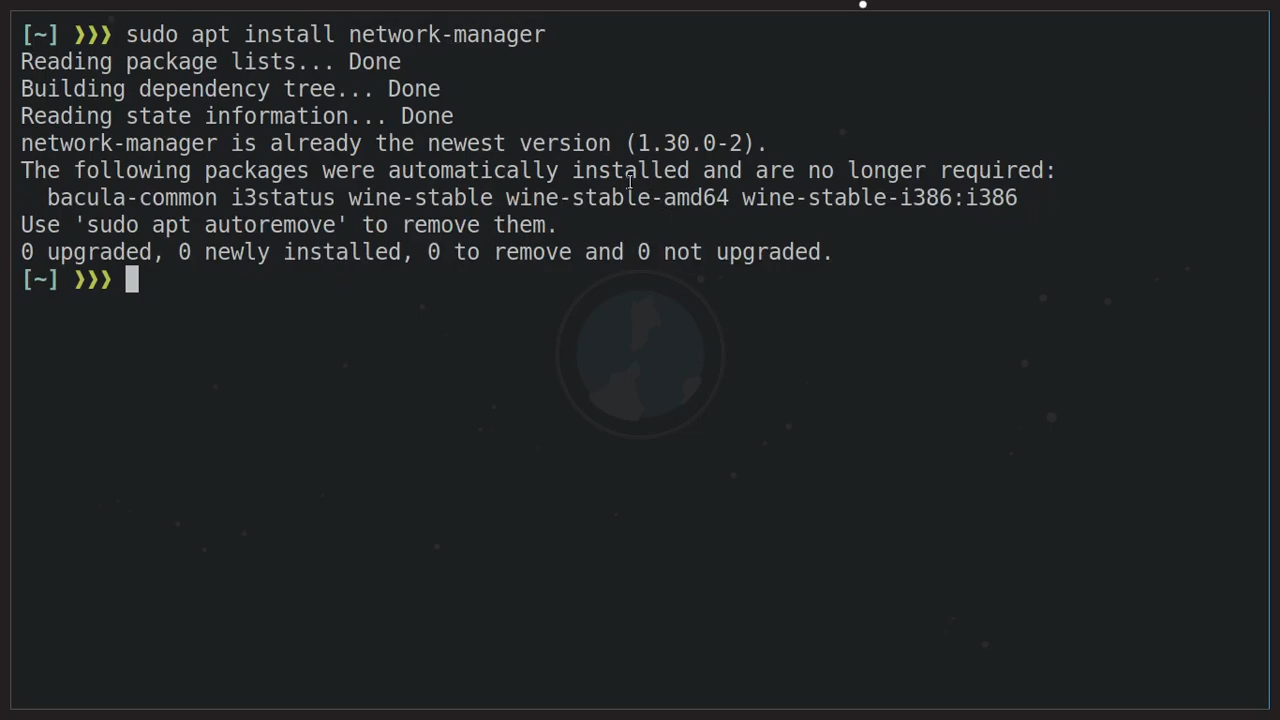 [~] ❱❱❱ sudo apt install network-manager
Reading package lists... Done
Building dependency tree... Done
Reading state information... Done
network-manager is already the newest version (1.30.0-2).
The following packages were automatically installed and are no longer required:
  bacula-common i3status wine-stable wine-stable-amd64 wine-stable-i386:i386
Use 'sudo apt autoremove' to remove them.
0 upgraded, 0 newly installed, 0 to remove and 0 not upgraded.
[~] ❱❱❱